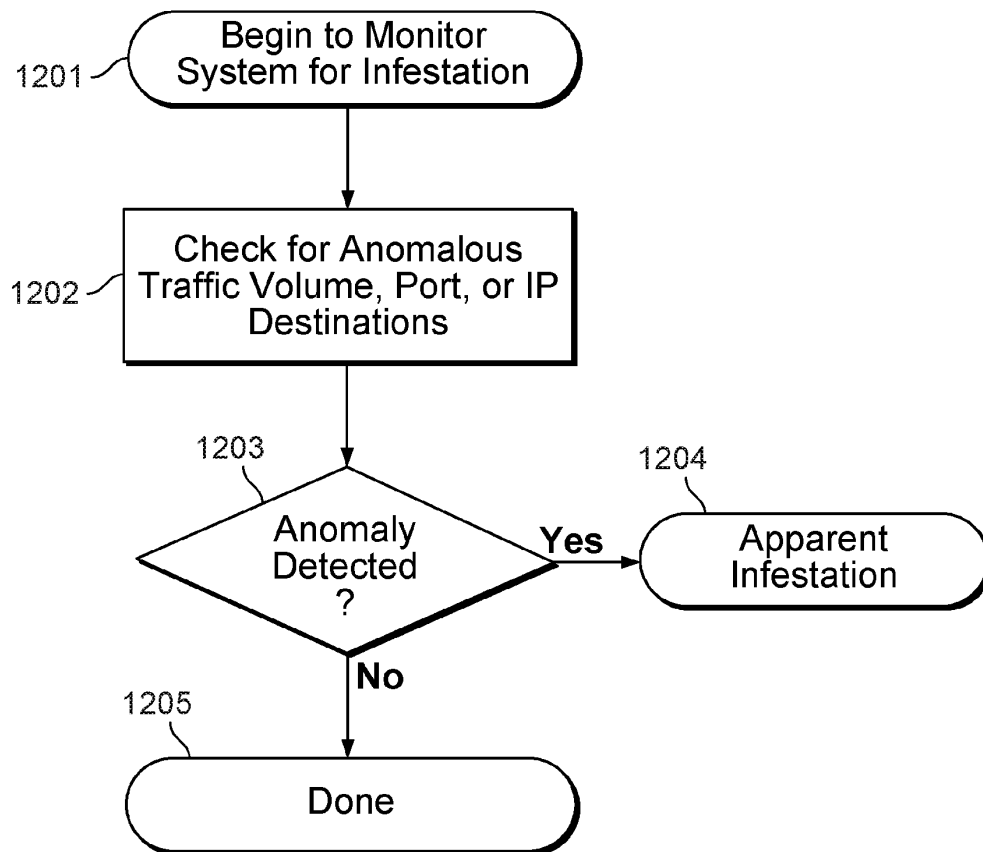 Begin to Monitor
System for Infestation
1201
Check for Anomalous
Traffic Volume, Port, or IP
Destinations
1202
1203
Anomaly
Detected
?
Yes
1204
Apparent
Infestation
No
1205
Done